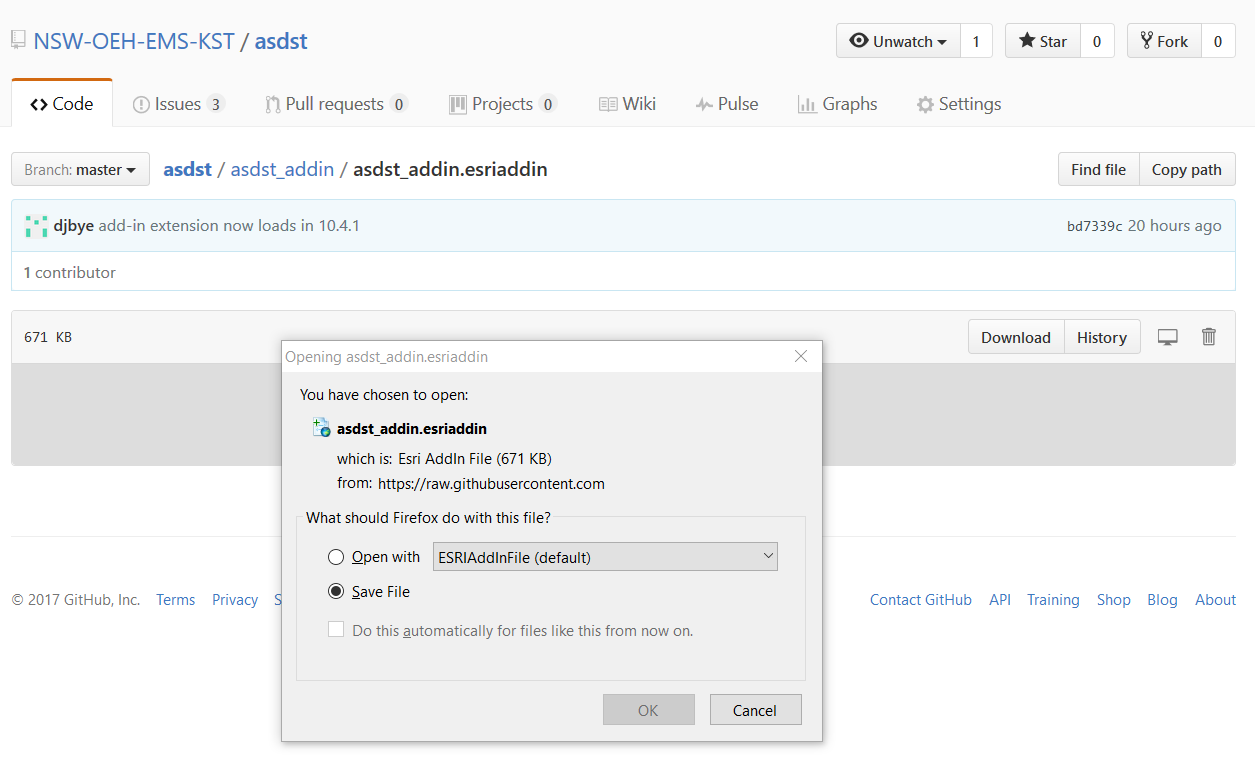 NSW-OEH-EMS-KST / asdst
Unwatch 1 Star 0 Fork 0
Code Issues 3 Pull requests 0 Projects 0 Wiki Pulse Graphs Settings
Branch: master asdst / asdst_addin / asdst_addin.esriaddin Find file Copy path
djbye add-in extension now loads in 10.4.1 bd7339c 20 hours ago
1 contributor
671 KB Download History
Opening asdst_addin.esriaddin
You have chosen to open:
asdst_addin.esriaddin
which is: Esri AddIn File (671 KB)
from: https://raw.githubusercontent.com
What should Firefox do with this file?
Open with ESRIAddInFile (default)
Save File
Do this automatically for files like this from now on.
OK Cancel
© 2017 GitHub, Inc. Terms Privacy S Contact GitHub API Training Shop Blog About